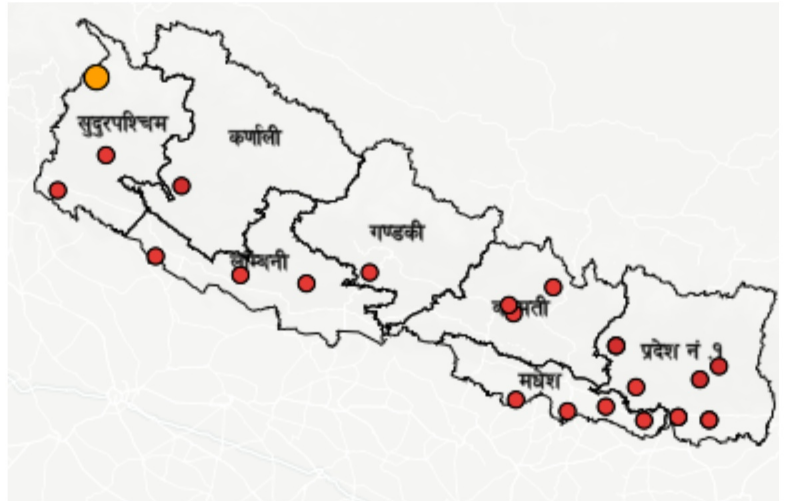 सुदुरपश्चिम
कर्णाली
गण्डकी
प्रदेश नं १
मधेश